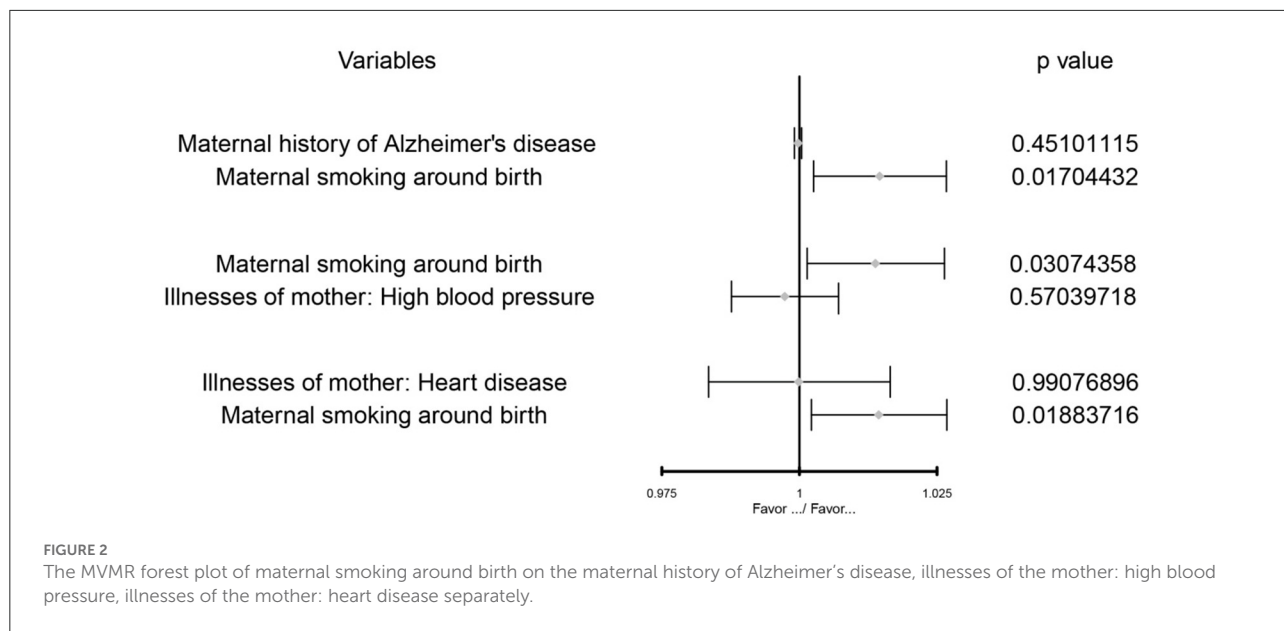 Variables p value
Maternal history of Alzheimer's disease 0.45101115
Maternal smoking around birth 0.01704432
Maternal smoking around birth 0.03074358
Illnesses of mother: High blood pressure 0.57039718
Illnesses of mother: Heart disease 0.99076896
Maternal smoking around birth 0.01883716
0.975 1 1.025
Favor .../ Favor...
FIGURE 2
The MVMR forest plot of maternal smoking around birth on the maternal history of Alzheimer's disease, illnesses of the mother: high blood
pressure, illnesses of the mother: heart disease separately.